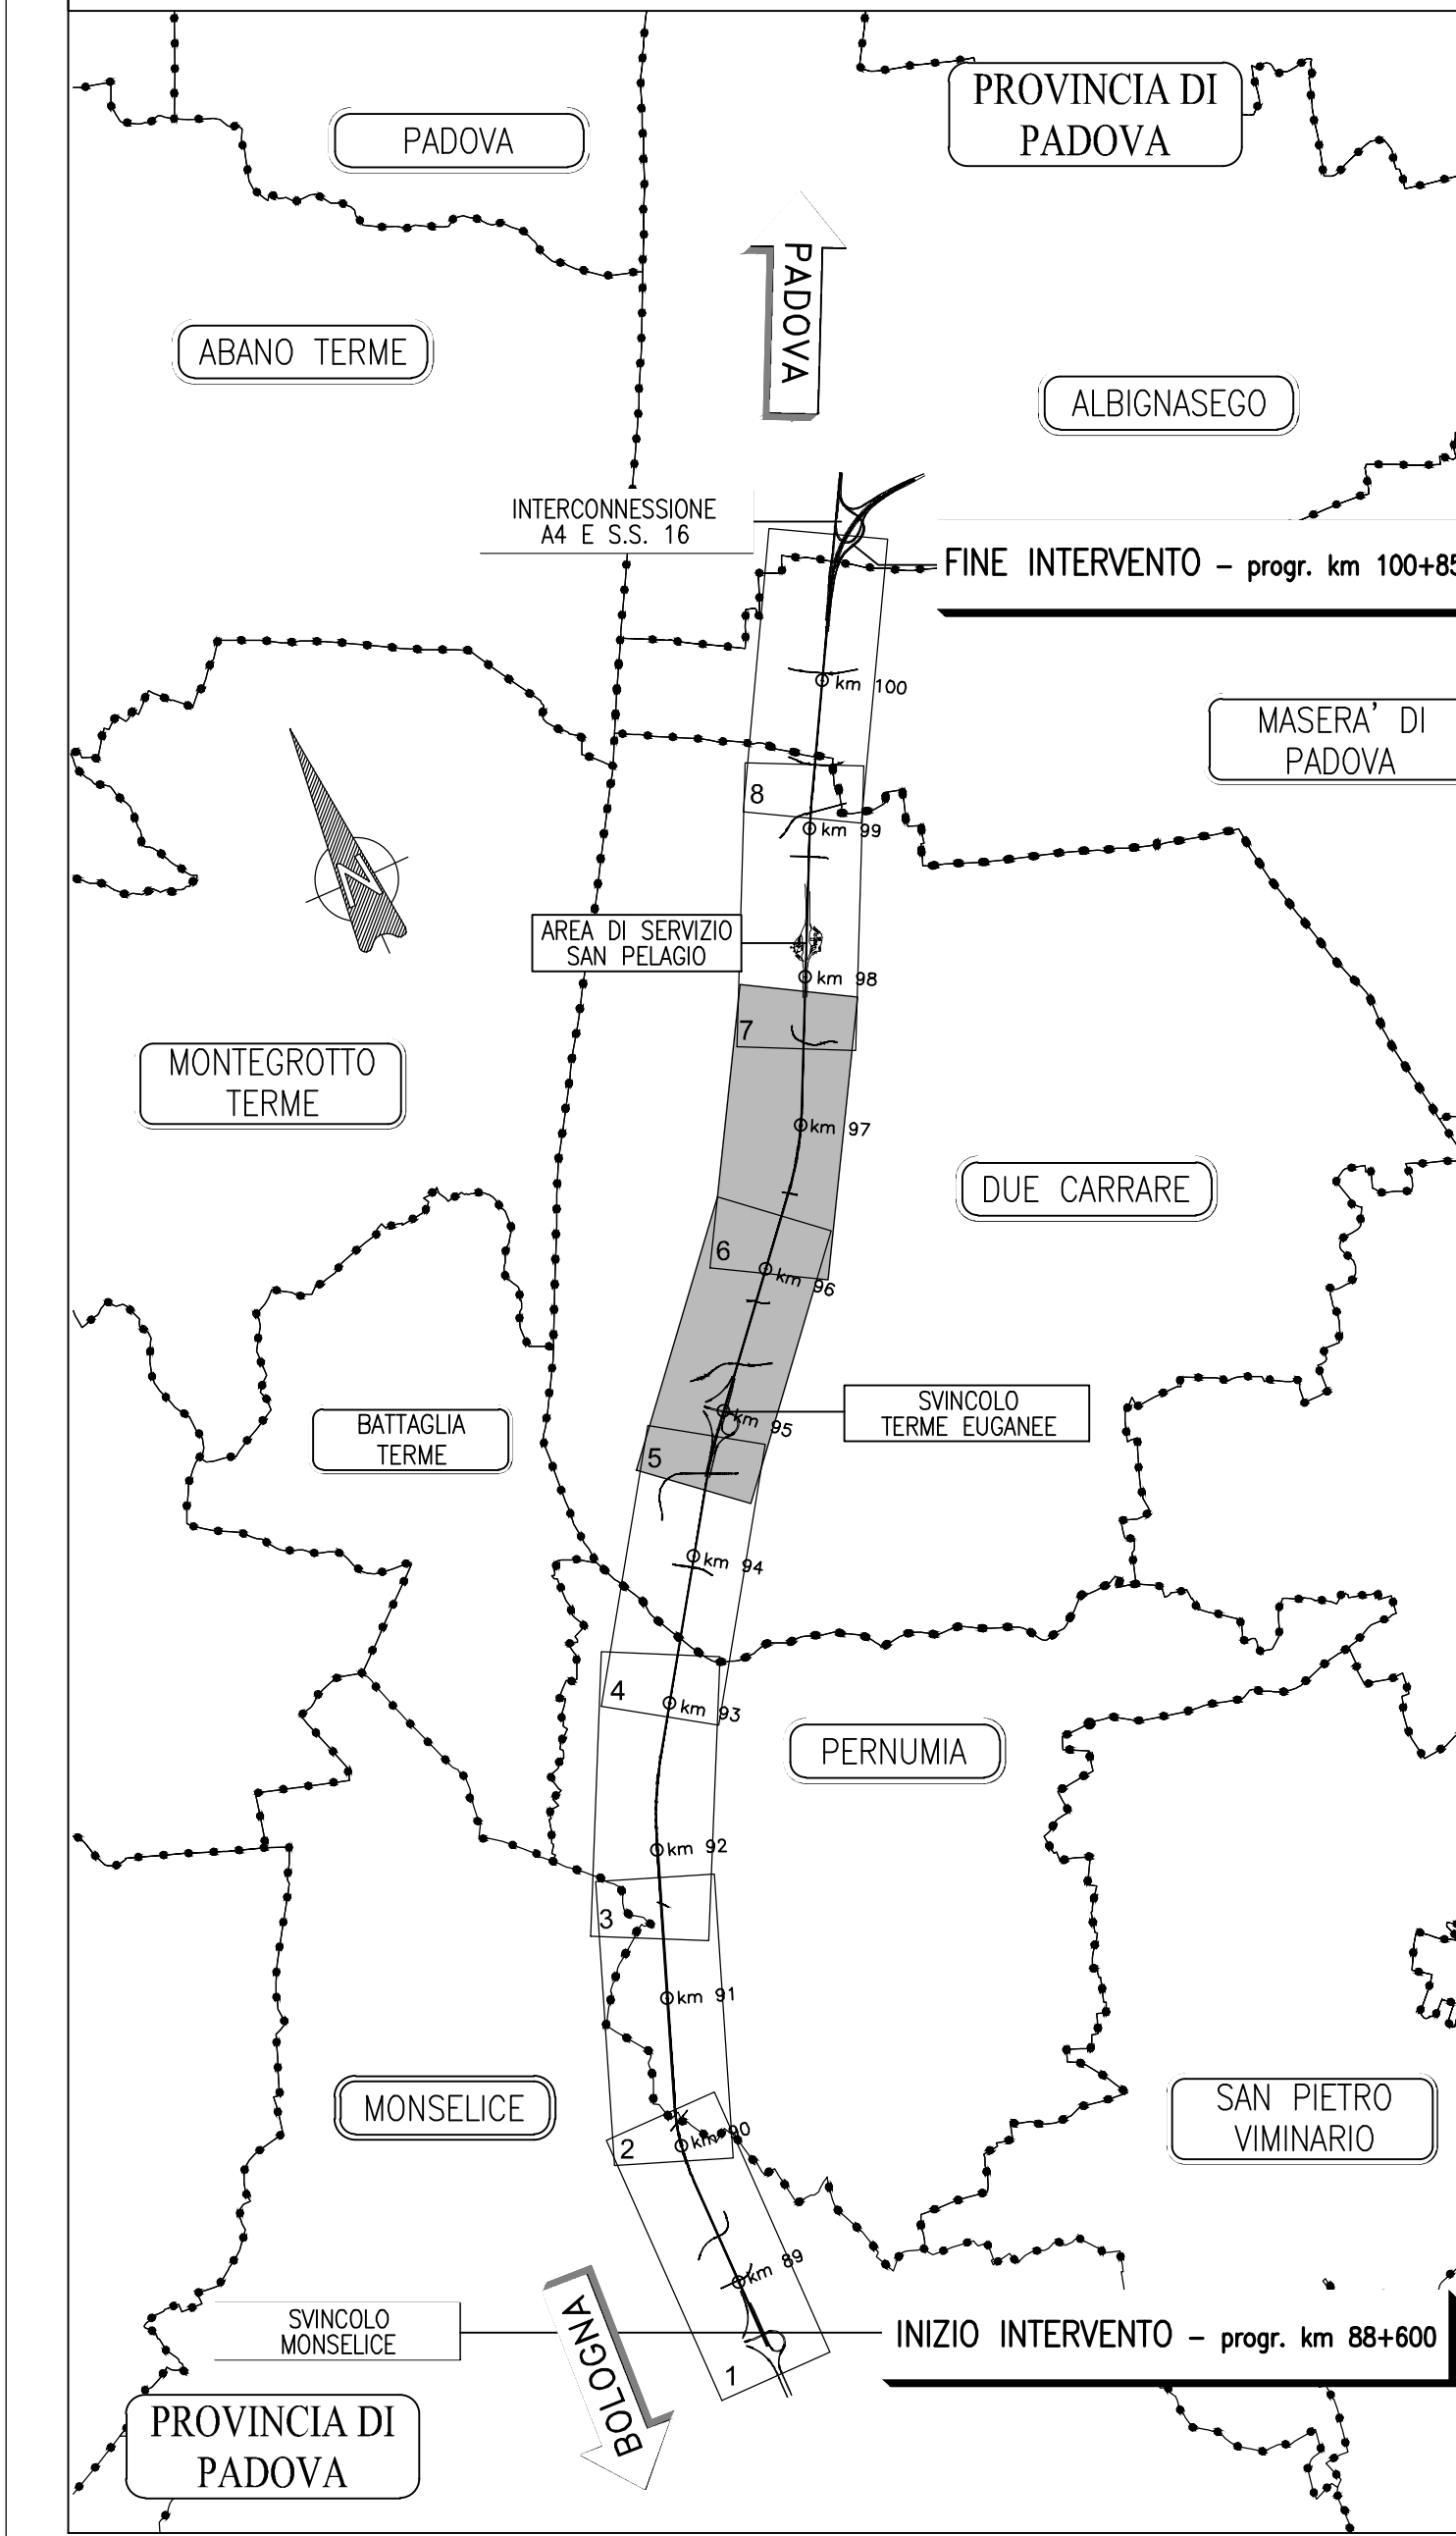 PROVINCIA DI
PADOVA
PADOVA
PADOVA
ABANO TERME
ALBIGNASEGO
INTERCONNESSIONE
A4 E S.S. 16
FINE INTERVENTO – progr. km 100+85
km 100
MASERA' DI
PADOVA
8
km 99
N
AREA DI SERVIZIO
SAN PELAGIO
km 98
7
MONTEGROTTO
TERME
km 97
DUE CARRARE
6
km 96
SVINCOLO
TERME EUGANEE
km 95
BATTAGLIA
TERME
5
km 94
4
km 93
PERNUMIA
km 92
3
km 91
MONSELICE
SAN PIETRO
VIMINARIO
2
km 90
km 89
SVINCOLO
MONSELICE
INIZIO INTERVENTO – progr. km 88+600
BOLOGNA
1
PROVINCIA DI
PADOVA